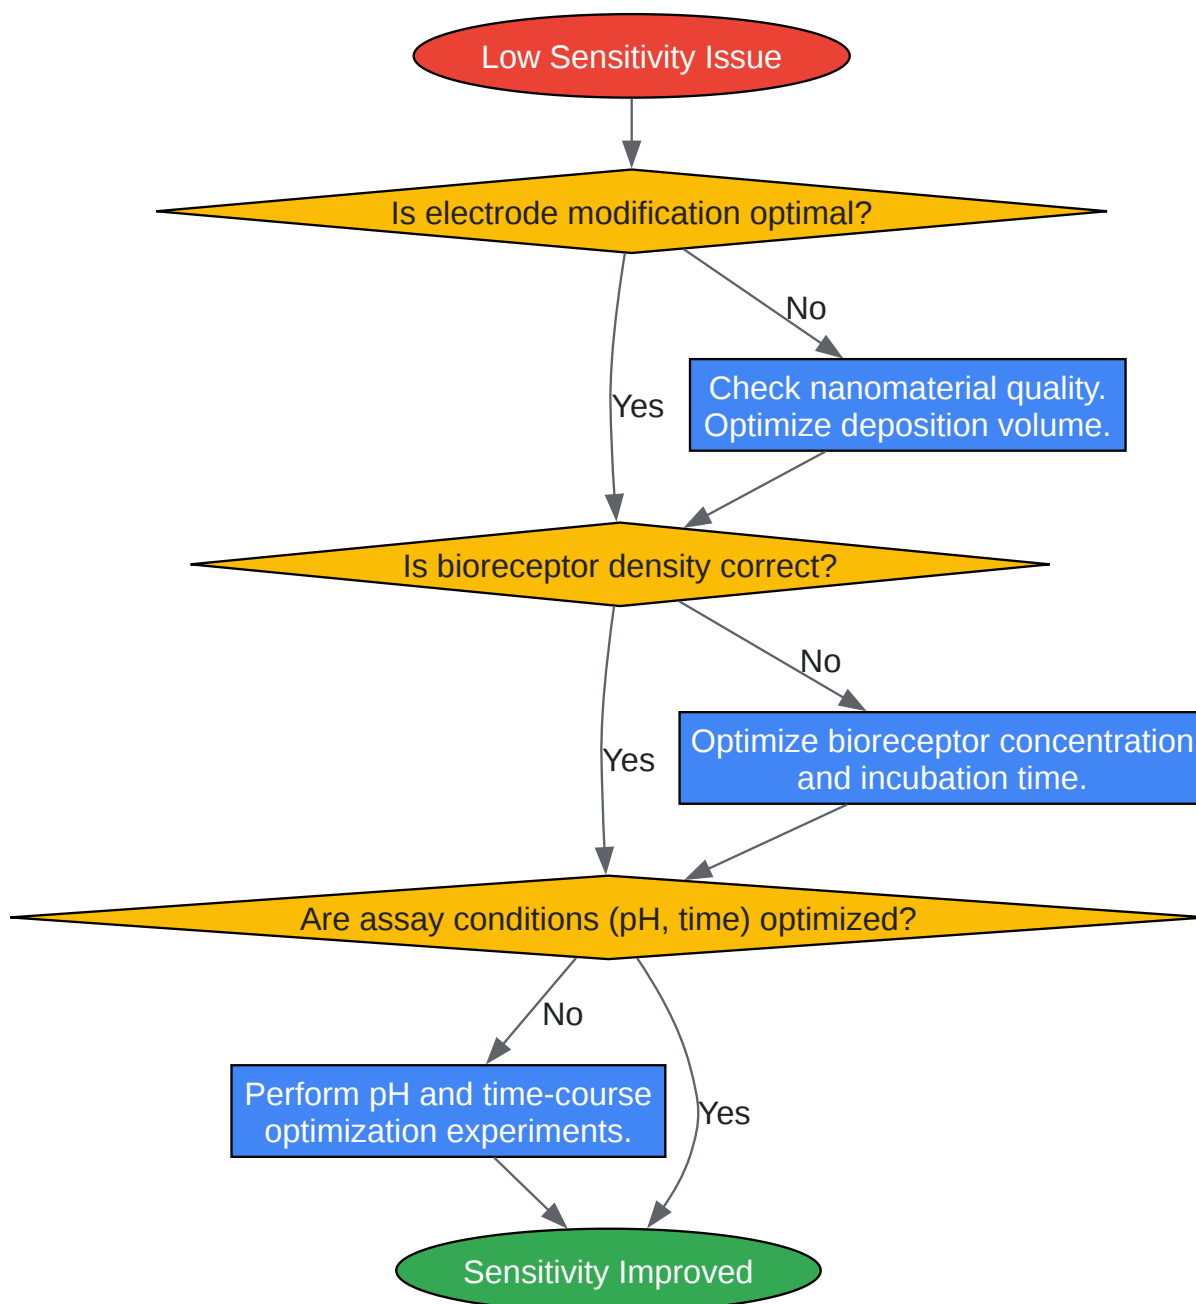 Low Sensitivity Issue
Is electrode modification optimal?
No
Yes
Check nanomaterial quality.
Optimize deposition volume.
Is bioreceptor density correct?
No
Yes
Optimize bioreceptor concentration
and incubation time.
Are assay conditions (pH, time) optimized?
No
Perform pH and time-course
optimization experiments.
Yes
Sensitivity Improved